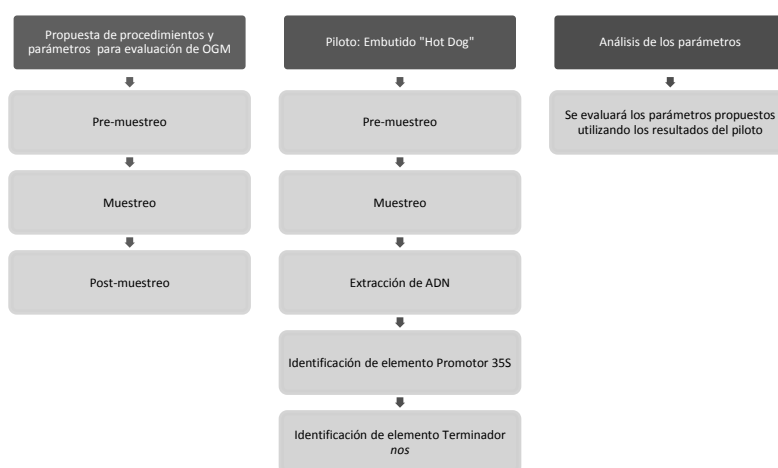 Propuesta de procedimientos y
parámetros para evaluación de OGM
Pre-muestreo
Muestreo
Post-muestreo
Piloto: Embutido "Hot Dog"
Pre-muestreo
Muestreo
Extracción de ADN
Identificación de elemento Promotor 35S
Identificación de elemento Terminador
nos
Análisis de los parámetros
Se evaluará los parámetros propuestos
utilizando los resultados del piloto